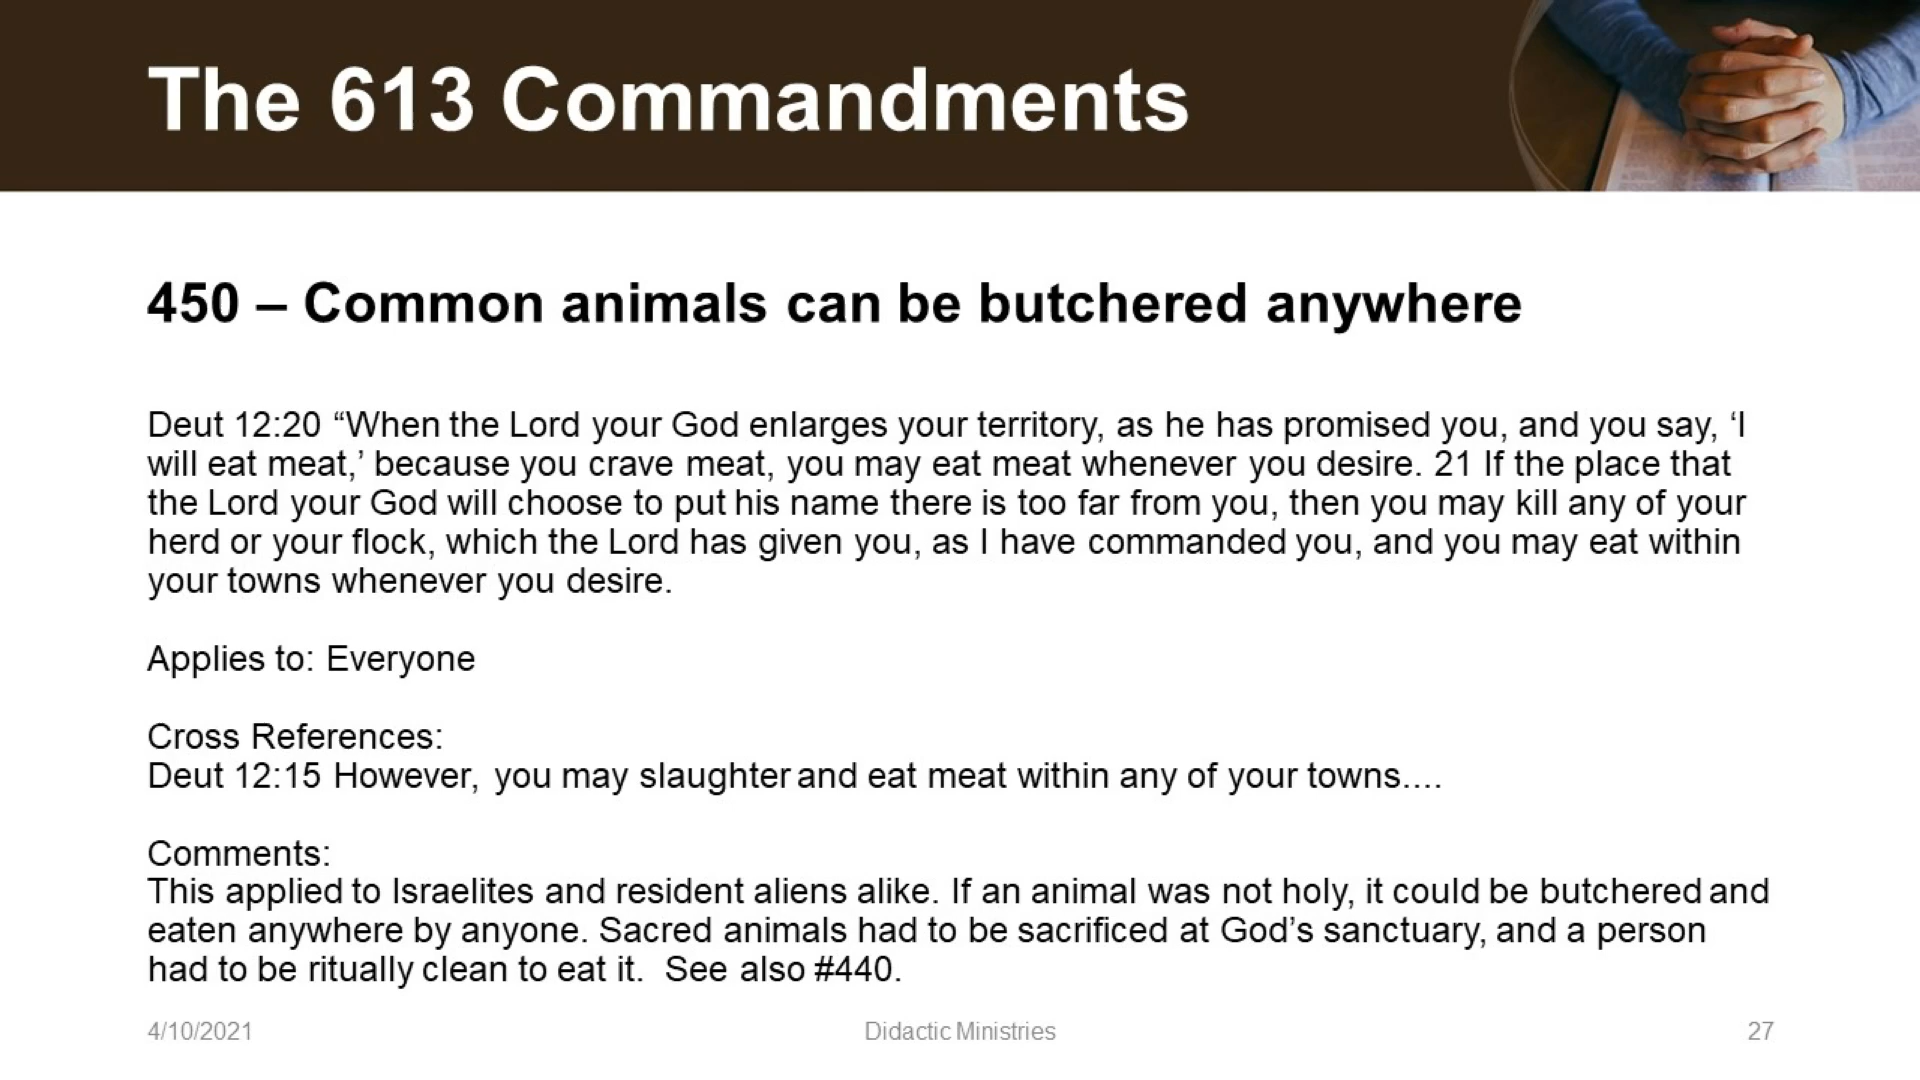 The 613 Commandments
450 – Common animals can be butchered anywhere
Deut 12:20 “When the Lord your God enlarges your territory, as he has promised you, and you say, ‘I
will eat meat,’ because you crave meat, you may eat meat whenever you desire. 21 If the place that
the Lord your God will choose to put his name there is too far from you, then you may kill any of your
herd or your flock, which the Lord has given you, as I have commanded you, and you may eat within
your towns whenever you desire.
Applies to: Everyone
Cross References:
Deut 12:15 However, you may slaughter and eat meat within any of your towns....
Comments:
This applied to Israelites and resident aliens alike. If an animal was not holy, it could be butchered and
eaten anywhere by anyone. Sacred animals had to be sacrificed at God’s sanctuary, and a person
had to be ritually clean to eat it.  See also #440.
4/10/2021
Didactic Ministries
27